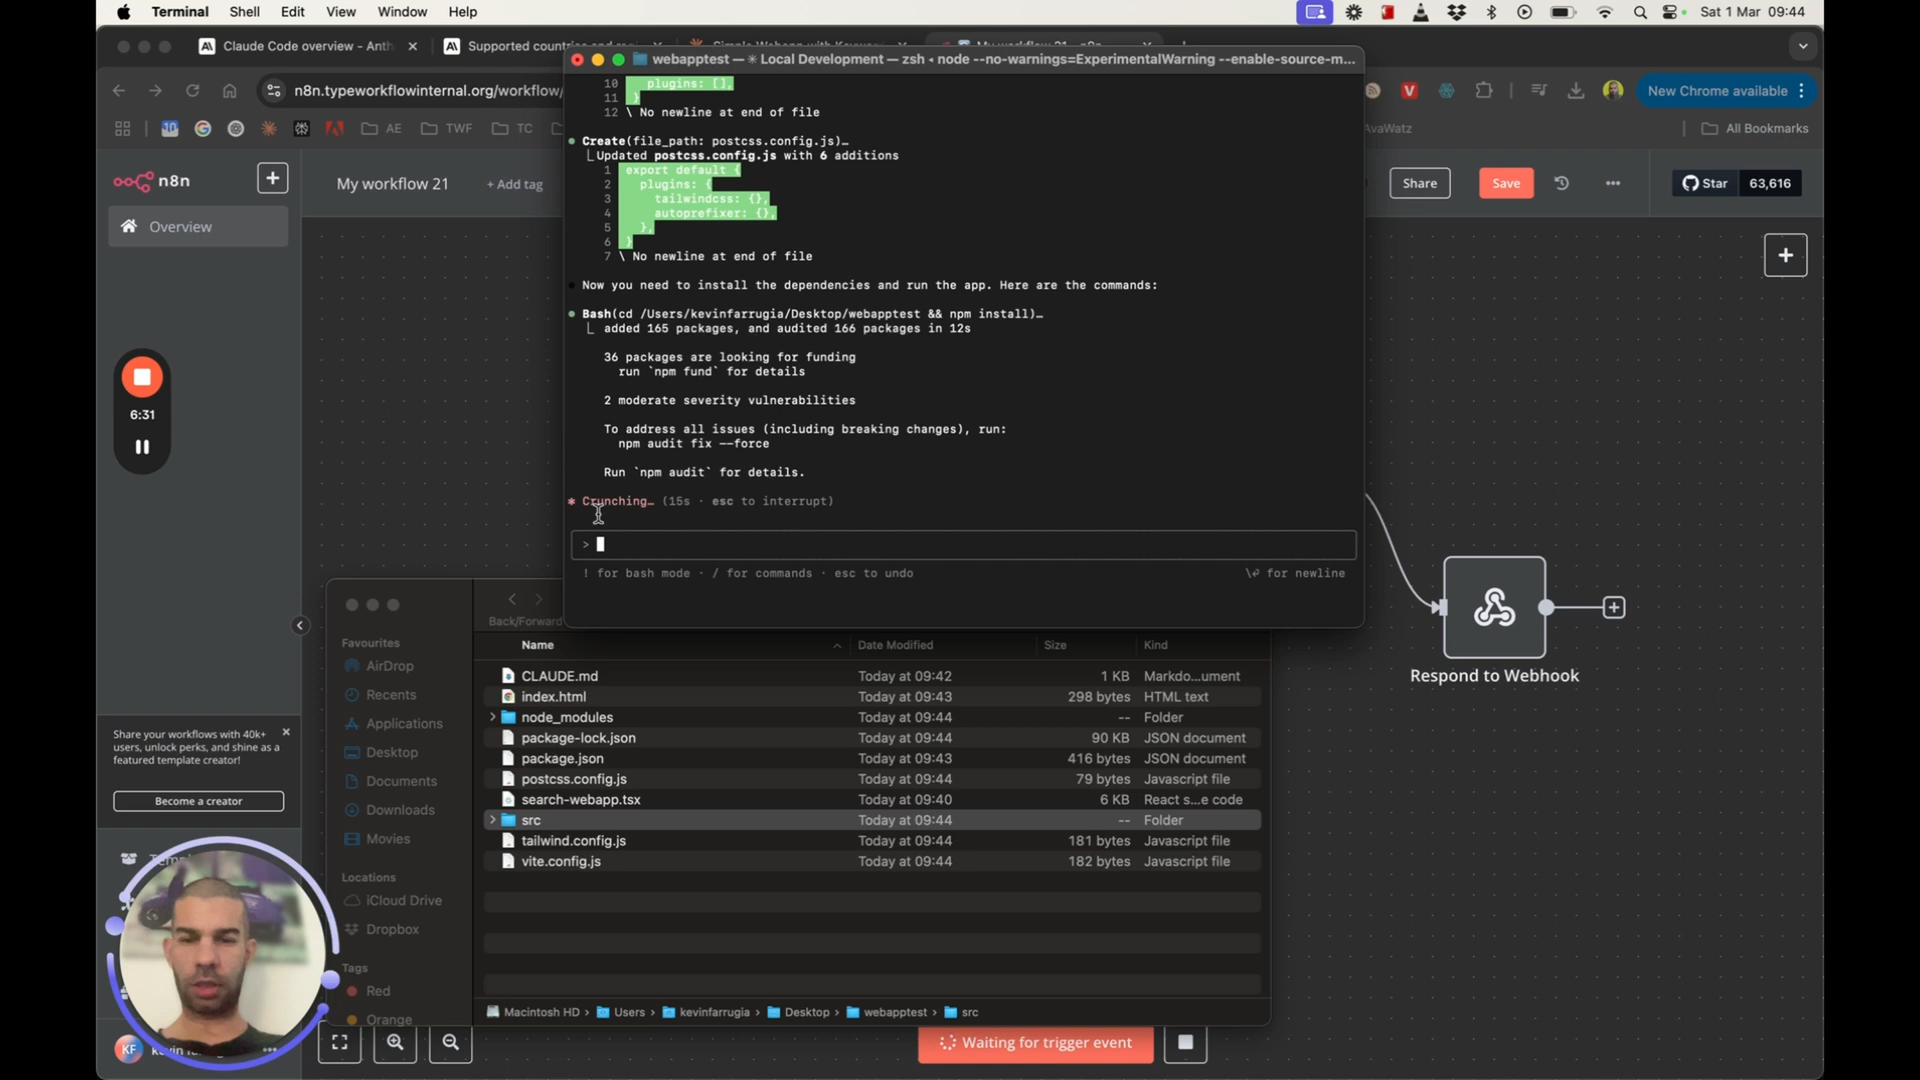 Terminal Shell Edit View Window Help Sat 1 Mar 09:44
Claude Code overview - Anth
Supported countries and re
webapptest — ✳ Local Development — zsh ◂ node --no-warnings=ExperimentalWarning --enable-source-m...
n8n.typeworkflowinternal.org/workflow/
New Chrome available
AE TWF TC
AvaWatz
All Bookmarks
n8n
Overview
My workflow 21
+ Add tag
Share
Save
Star 63,616
10 plugins: [],
11 }
12 \ No newline at end of file
Create(file_path: postcss.config.js)…
Updated postcss.config.js with 6 additions
1 export default {
2 plugins: {
3 tailwindcss: {},
4 autoprefixer: {},
5 },
6 }
7 \ No newline at end of file
Now you need to install the dependencies and run the app. Here are the commands:
Bash(cd /Users/kevinfarrugia/Desktop/webapptest && npm install)…
added 165 packages, and audited 166 packages in 12s
36 packages are looking for funding
run `npm fund` for details
2 moderate severity vulnerabilities
To address all issues (including breaking changes), run:
npm audit fix --force
Run `npm audit` for details.
Crunching… (15s · esc to interrupt)
>
! for bash mode · / for commands · esc to undo
\⏎ for newline
6:31
Respond to Webhook
Back/Forward
Favourites
AirDrop
Recents
Applications
Desktop
Documents
Downloads
Movies
Locations
iCloud Drive
Dropbox
Tags
Red
Orange
Name Date Modified Size Kind
CLAUDE.md Today at 09:42 1 KB Markdo...ument
index.html Today at 09:43 298 bytes HTML text
node_modules Today at 09:44 -- Folder
package-lock.json Today at 09:44 90 KB JSON document
package.json Today at 09:43 416 bytes JSON document
postcss.config.js Today at 09:44 79 bytes Javascript file
search-webapp.tsx Today at 09:40 6 KB React s...e code
src Today at 09:44 -- Folder
tailwind.config.js Today at 09:44 181 bytes Javascript file
vite.config.js Today at 09:44 182 bytes Javascript file
Macintosh HD › Users › kevinfarrugia › Desktop › webapptest › src
Share your workflows with 40k+
users, unlock perks, and shine as a
featured template creator!
Become a creator
KF
Waiting for trigger event